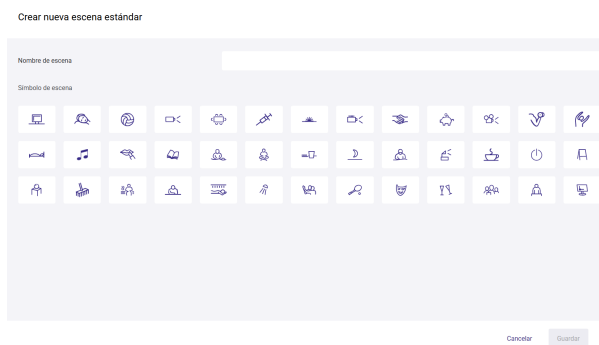 Crear nueva escena estándar
Nombre de escena
Símbolo de escena
Cancelar
Guardar